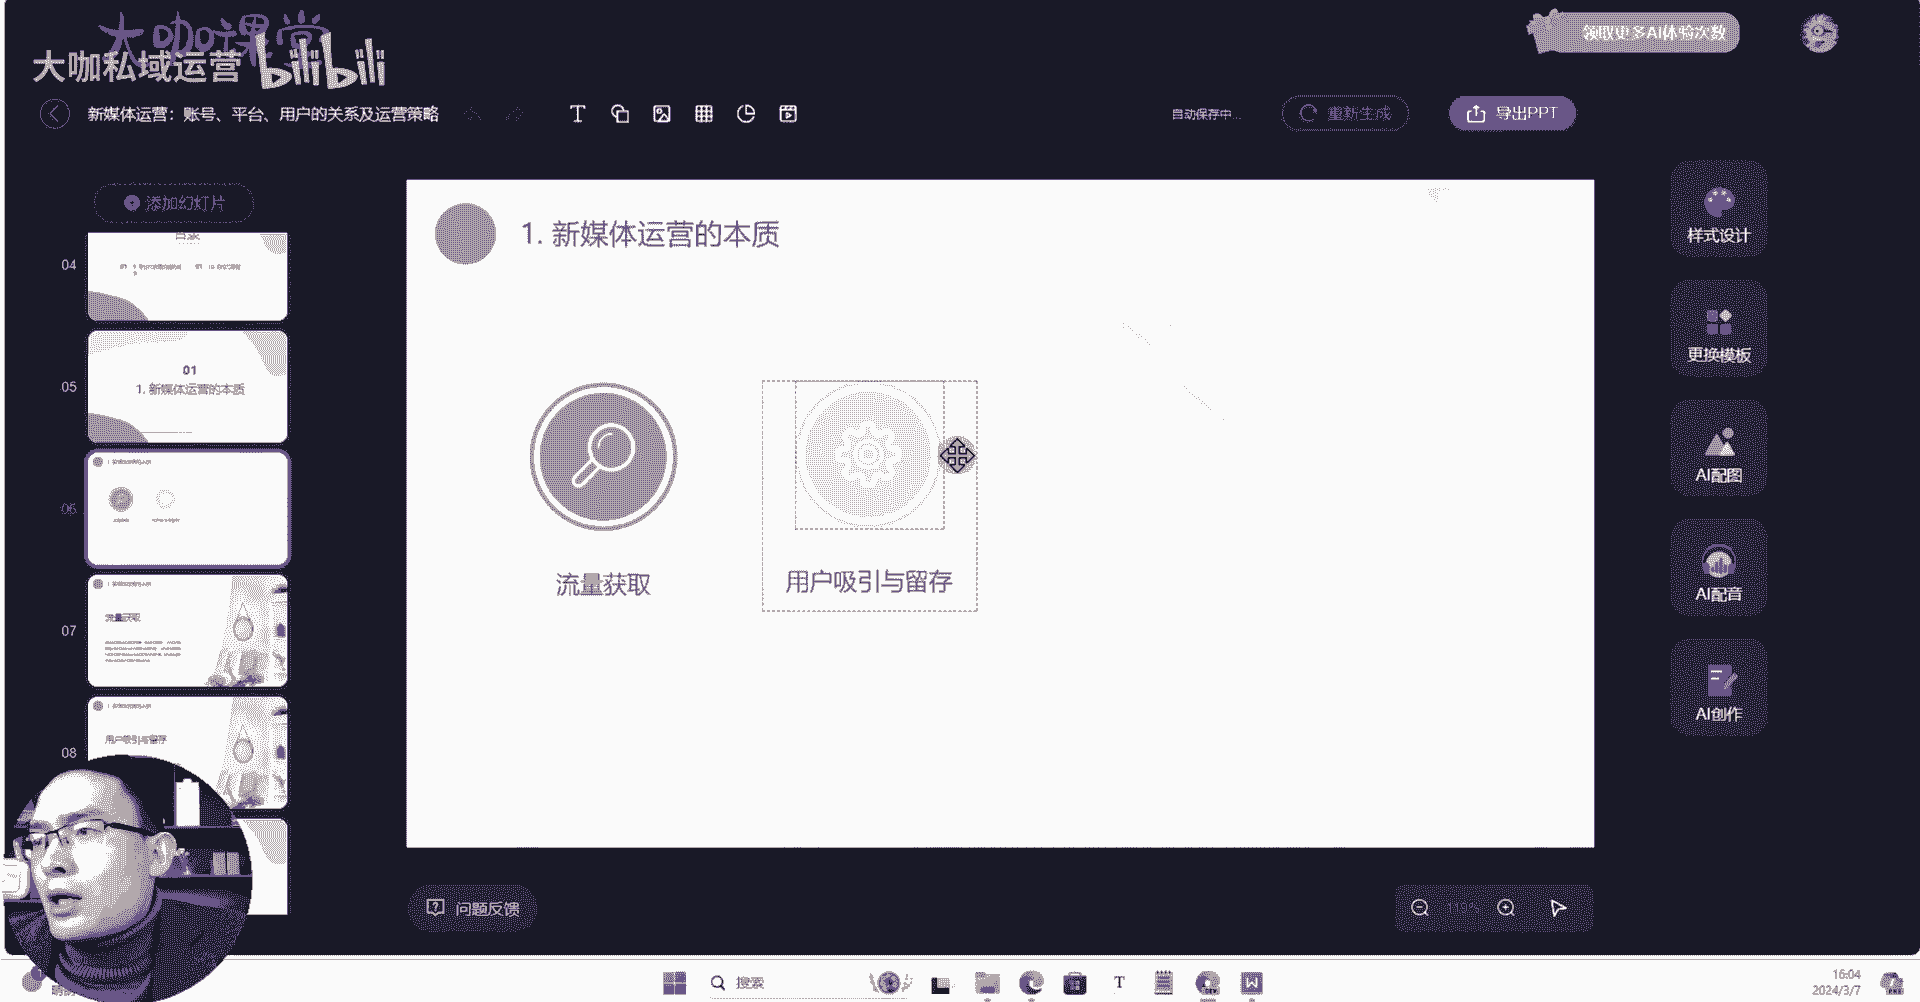 大咖课堂
大咖私域运营 bilibili
领取更多AI体验次数
新媒体运营：账号、平台、用户的关系及运营策略
自动保存中...
重新生成
导出PPT
添加幻灯片
04
目录
05
01
1. 新媒体运营的本质
06
07
流量获取
08
用户吸引与留存
1. 新媒体运营的本质
流量获取
用户吸引与留存
样式设计
更换模板
AI配图
AI配音
AI创作
问题反馈
119%
搜索
16:04
2024/3/7